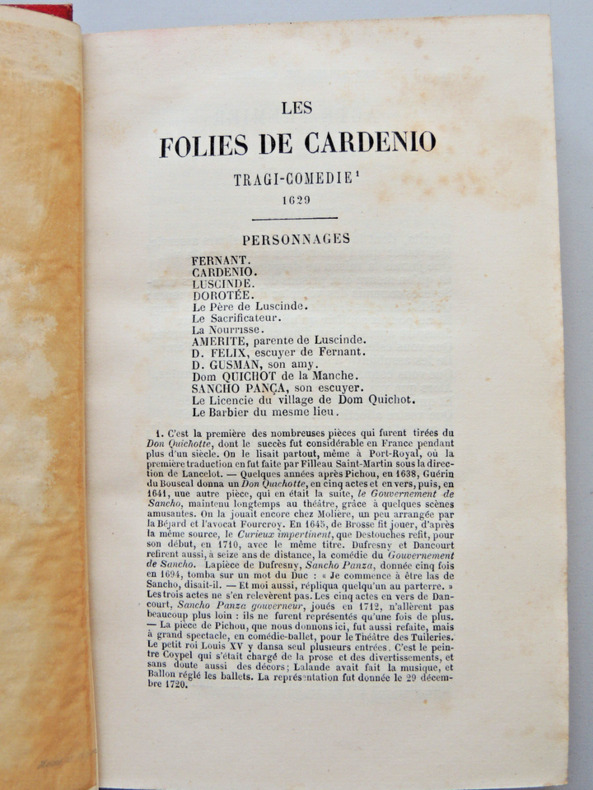 LES
FOLIES DE CARDENIO
TRAGI-COMEDIE¹
1629
PERSONNAGES
FERNANT.
CARDENIO.
LUSCINDE.
DOROTÉE.
Le Père de Luscinde.
Le Sacrificateur.
La Nourrisse.
AMERITE, parente de Luscinde.
D. FELIX, escuyer de Fernant.
D. GUSMAN, son amy.
Dom QUICHOT de la Manche.
SANCHO PANÇA, son escuyer.
Le Licencie du village de Dom Quichot.
Le Barbier du mesme lieu.
1. C'est la première des nombreuses pièces qui furent tirées du
Don Quichotte, dont le succès fut considérable en France pendant
plus d'un siècle. On le lisait partout, même à Port-Royal, où la
première traduction en fut faite par Filleau Saint-Martin sous la direc-
tion de Lancelot. — Quelques années après Pichou, en 1638, Guérin
du Bouscal donna un Don Quichotte, en cinq actes et en vers, puis, en
1641, une autre pièce, qui en était la suite, le Gouvernement de
Sancho, maintenu longtemps au théâtre, grâce à quelques scènes
amusantes. On la jouait encore chez Molière, un peu arrangée par
la Béjard et l'avocat Fourcroy. En 1645, de Brosse fit jouer, d'après
la même source, le Curieux impertinent, que Destouches refit, pour
son début, en 1710, avec le même titre. Dufresny et Dancourt
refirent aussi, à seize ans de distance, la comédie du Gouvernement
de Sancho. La pièce de Dufresny, Sancho Panza, donnée cinq fois
en 1694, tomba sur un mot du Duc : « Je commence à être las de
Sancho, disait-il. — Et moi aussi, répliqua quelqu'un au parterre. »
Les trois actes ne s'en relevèrent pas. Les cinq actes en vers de Dan-
court, Sancho Panza gouverneur, joués en 1712, n'allèrent pas
beaucoup plus loin : ils ne furent représentés qu'une fois de plus.
— La pièce de Pichou, que nous donnons ici, fut aussi refaite, mais
à grand spectacle, en comédie-ballet, pour le Théâtre des Tuileries.
Le petit roi Louis XV y dansa seul plusieurs entrées. C'est le pein-
tre Coypel qui s'était chargé de la prose et des divertissements, et
sans doute aussi des décors; Lalande avait fait la musique, et
Ballon réglé les ballets. La représentation fut donnée le 29 décem-
bre 1720.